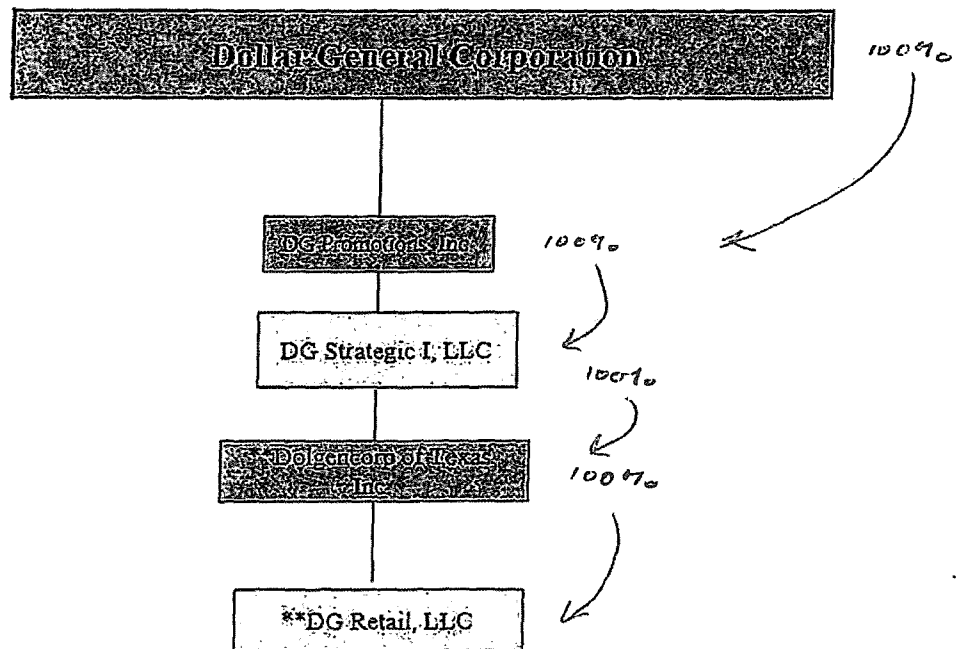 Dollar General Corporation
100%
DG Promotions, Inc
100%
DG Strategic I, LLC
100%
**Dolgencorp of Texas
Inc
100%
**DG Retail, LLC